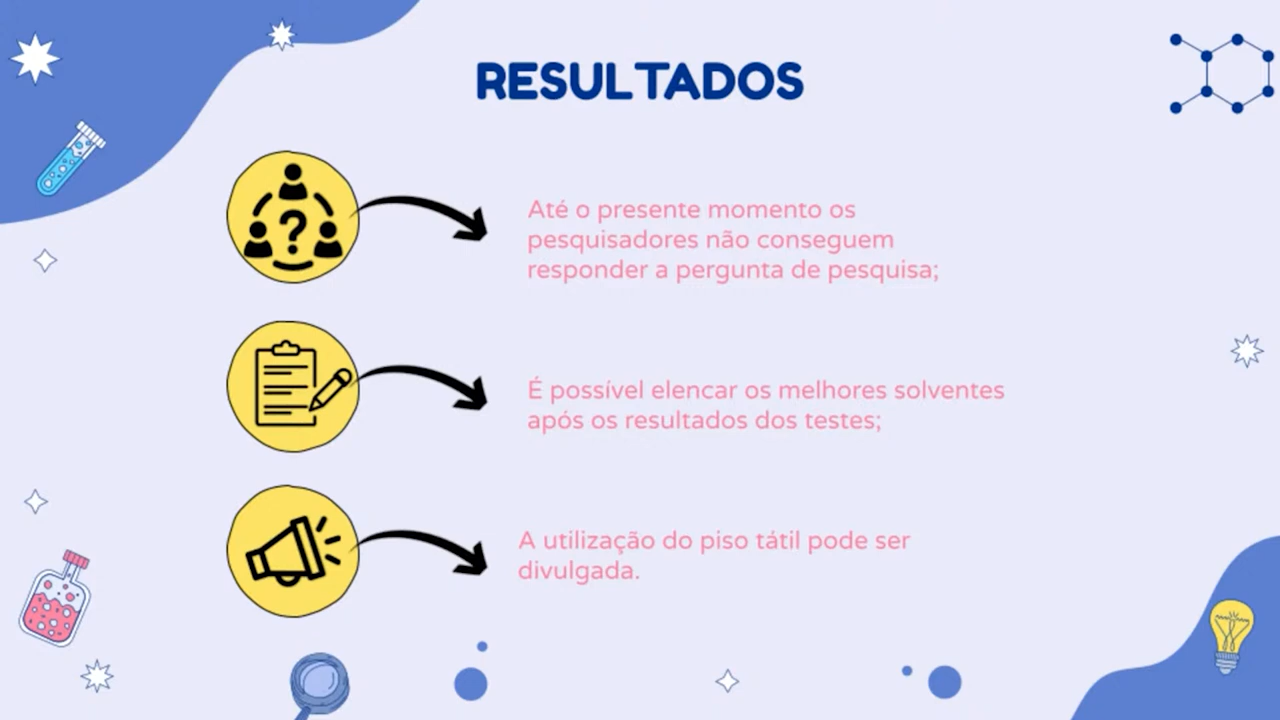 RESULTADOS
Até o presente momento os
pesquisadores não conseguem
responder a pergunta de pesquisa;
É possível elencar os melhores solventes
após os resultados dos testes;
A utilização do piso tátil pode ser
divulgada.